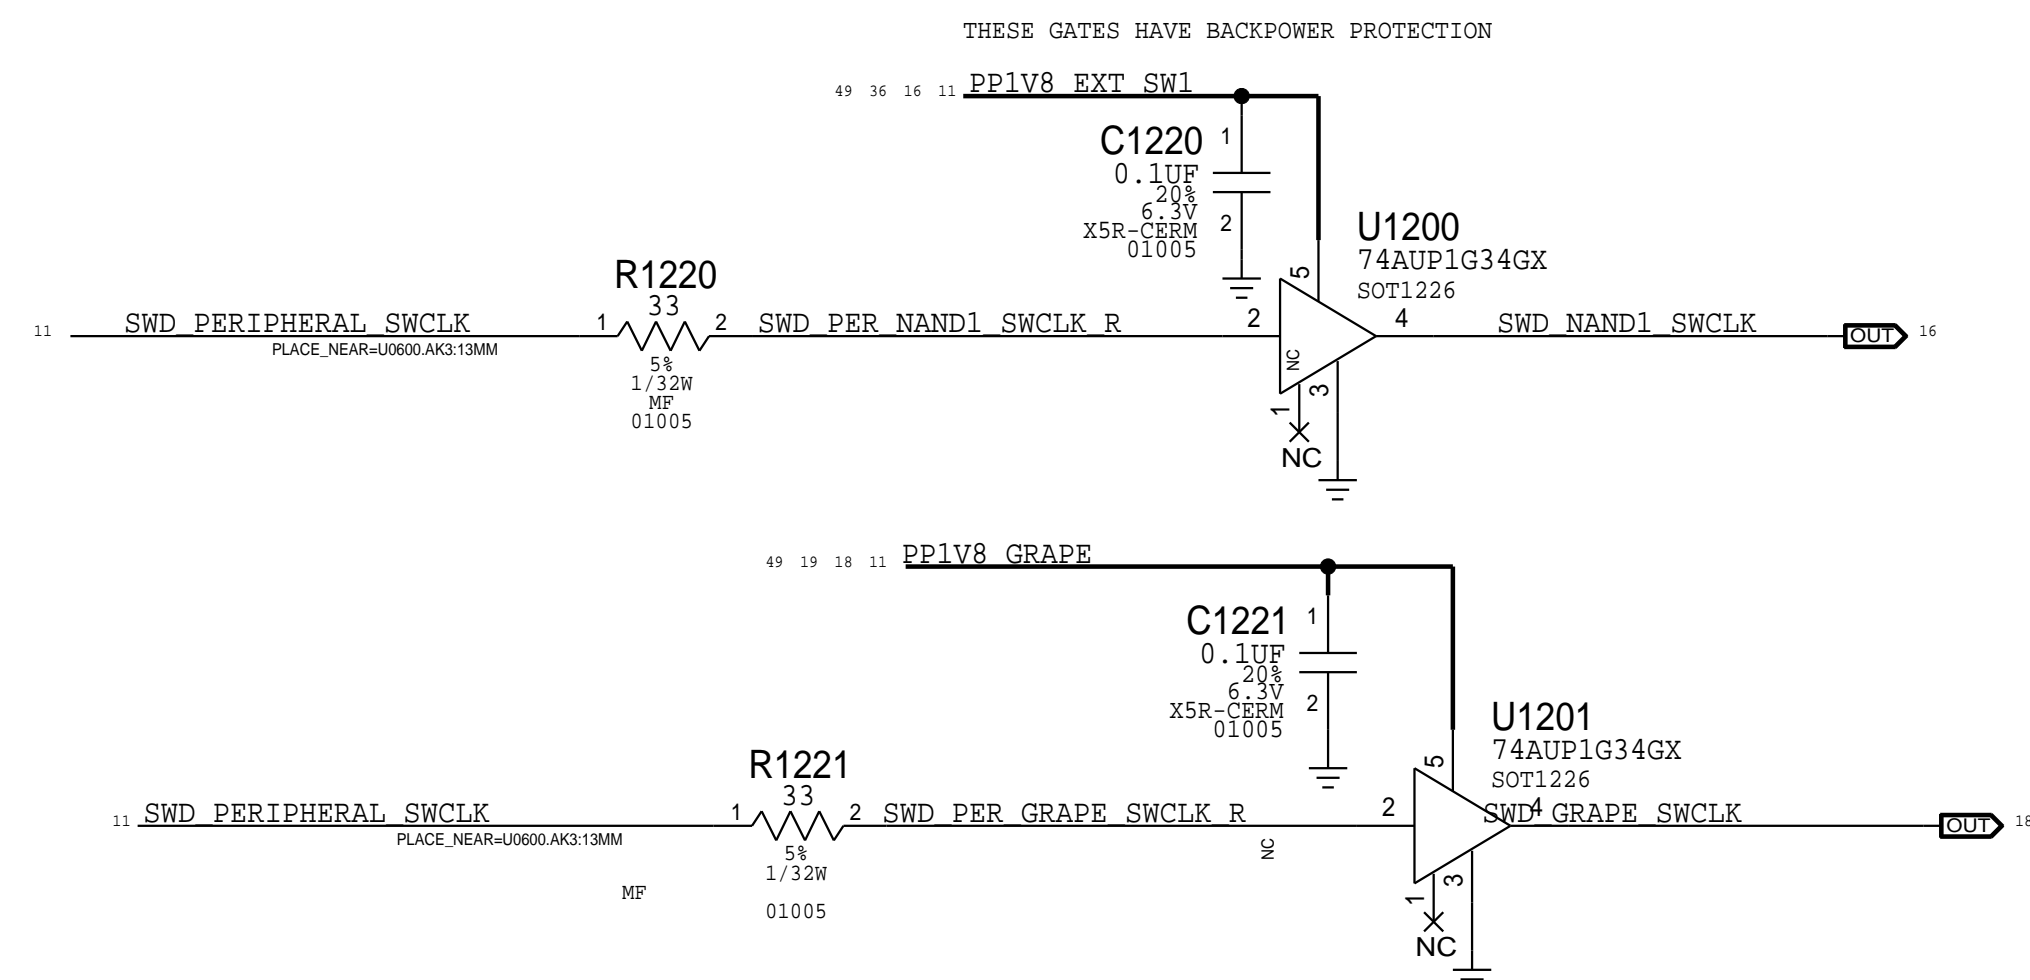 THESE GATES HAVE BACKPOWER PROTECTION
49 36 16 11 PP1V8_EXT_SW1
C1220 1
0.1UF
20%
6.3V
X5R-CERM 2
01005
U1200
74AUP1G34GX
SOT1226
5
R1220
33
11 SWD_PERIPHERAL_SWCLK 1 2 SWD_PER_NAND1_SWCLK_R 2 4 SWD_NAND1_SWCLK OUT 16
PLACE_NEAR=U0600.AK3:13MM
5%
1/32W
MF
01005
NC
1 3
NC
49 19 18 11 PP1V8_GRAPE
C1221 1
0.1UF
20%
6.3V
X5R-CERM 2
01005
U1201
74AUP1G34GX
SOT1226
5
R1221
33
11 SWD_PERIPHERAL_SWCLK 1 2 SWD_PER_GRAPE_SWCLK_R 2 4 SWD_GRAPE_SWCLK OUT 18
PLACE_NEAR=U0600.AK3:13MM
NC
5%
1/32W
MF
01005
1 3
NC